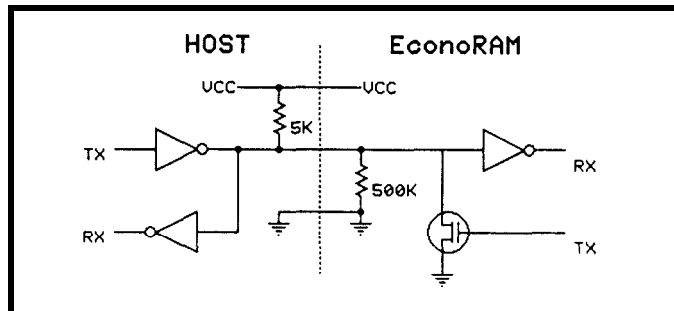 HOST EconoRAM
VCC VCC
5K
TX RX
500K
RX TX